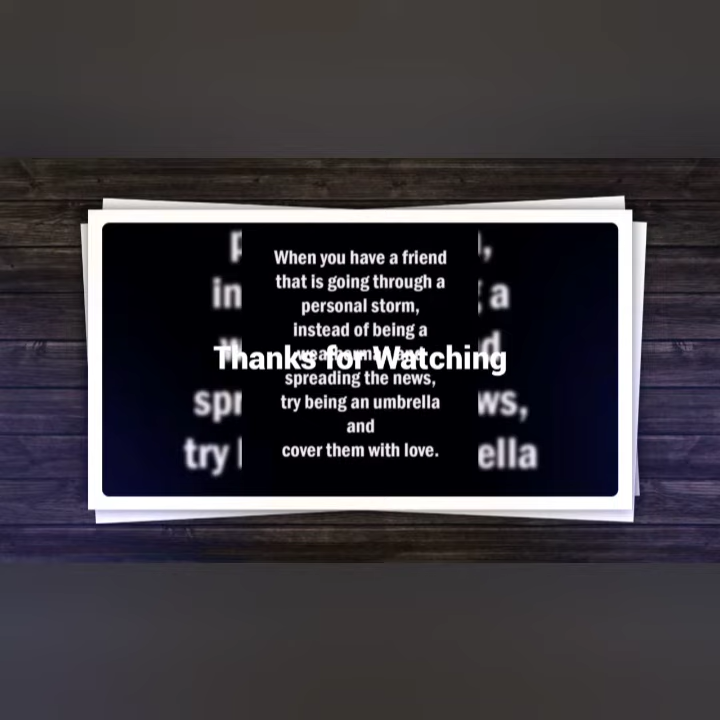 When you have a friend
that is going through a
personal storm,
instead of being a
Thanks for Watching
spreading the news,
try being an umbrella
and
cover them with love.